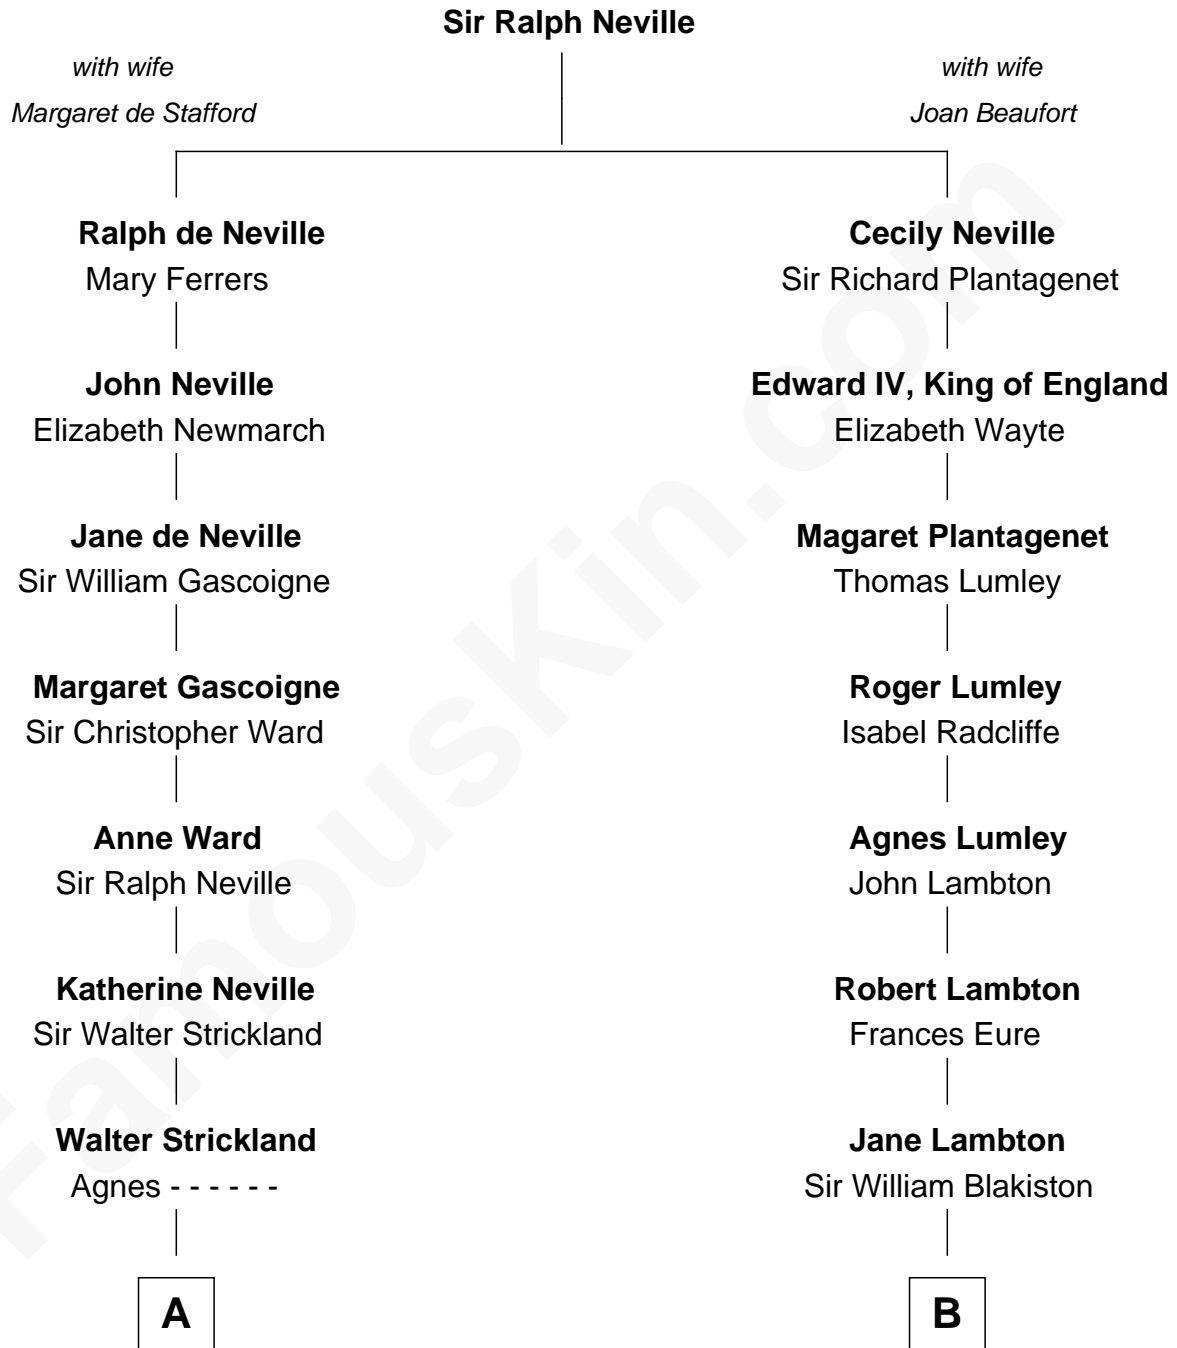 Sir Ralph Neville
with wife
Margaret de Stafford
with wife
Joan Beaufort
Ralph de Neville
Mary Ferrers
Cecily Neville
Sir Richard Plantagenet
John Neville
Elizabeth Newmarch
Edward IV, King of England
Elizabeth Wayte
Jane de Neville
Sir William Gascoigne
Magaret Plantagenet
Thomas Lumley
Margaret Gascoigne
Sir Christopher Ward
Roger Lumley
Isabel Radcliffe
Anne Ward
Sir Ralph Neville
Agnes Lumley
John Lambton
Katherine Neville
Sir Walter Strickland
Robert Lambton
Frances Eure
Walter Strickland
Agnes - - - - - -
Jane Lambton
Sir William Blakiston
A
B
FamousKin.com